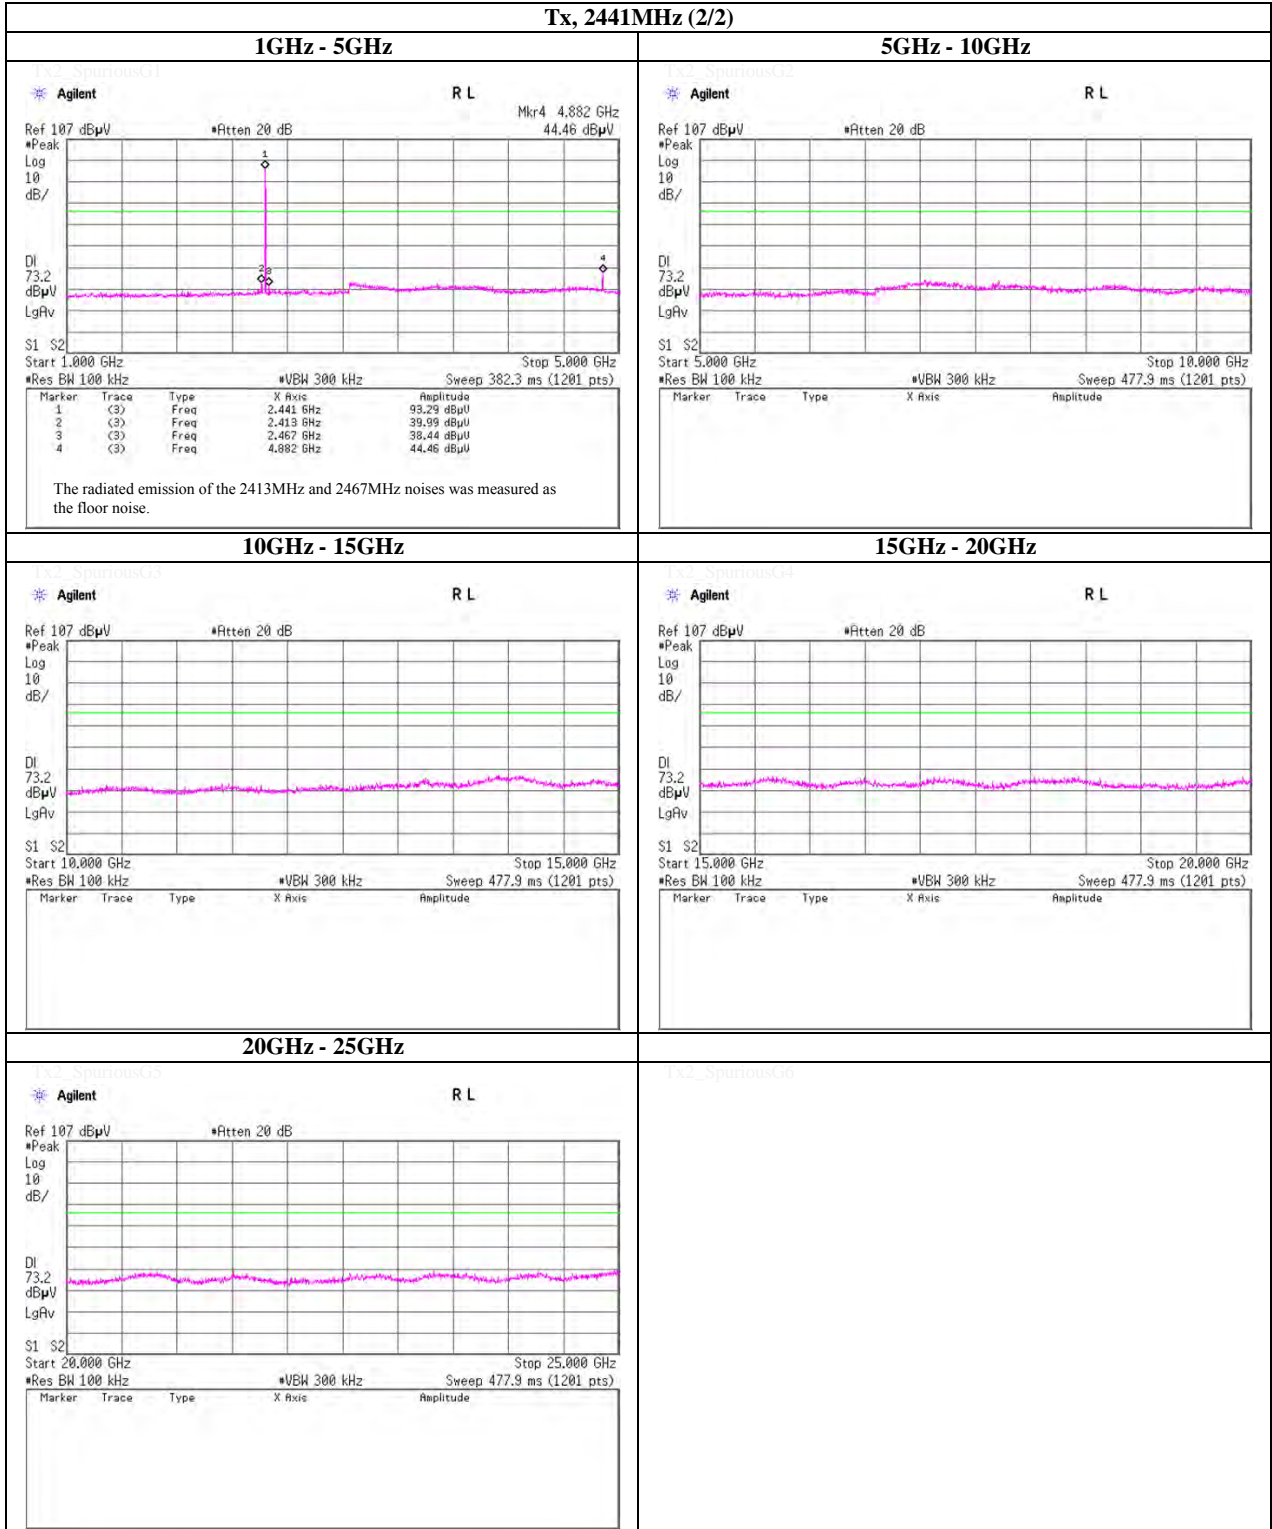 Tx, 2441MHz (2/2)
1GHz - 5GHz
Tx2_SpuriousG1
Agilent R L
Mkr4 4.882 GHz
Ref 107 dBµV #Atten 20 dB 44.46 dBµV
#Peak
Log
10
dB/
1
2
3
4
DI
73.2
dBµV
LgAv
S1 S2
Start 1.000 GHz Stop 5.000 GHz
#Res BW 100 kHz #VBW 300 kHz Sweep 382.3 ms (1201 pts)
Marker Trace Type X Axis Amplitude
1 (3) Freq 2.441 GHz 93.29 dBµV
2 (3) Freq 2.413 GHz 39.99 dBµV
3 (3) Freq 2.467 GHz 38.44 dBµV
4 (3) Freq 4.882 GHz 44.46 dBµV
The radiated emission of the 2413MHz and 2467MHz noises was measured as
the floor noise.
5GHz - 10GHz
Tx2_SpuriousG2
Agilent R L
Ref 107 dBµV #Atten 20 dB
#Peak
Log
10
dB/
DI
73.2
dBµV
LgAv
S1 S2
Start 5.000 GHz Stop 10.000 GHz
#Res BW 100 kHz #VBW 300 kHz Sweep 477.9 ms (1201 pts)
Marker Trace Type X Axis Amplitude
10GHz - 15GHz
Tx2_SpuriousG3
Agilent R L
Ref 107 dBµV #Atten 20 dB
#Peak
Log
10
dB/
DI
73.2
dBµV
LgAv
S1 S2
Start 10.000 GHz Stop 15.000 GHz
#Res BW 100 kHz #VBW 300 kHz Sweep 477.9 ms (1201 pts)
Marker Trace Type X Axis Amplitude
15GHz - 20GHz
Tx2_SpuriousG4
Agilent R L
Ref 107 dBµV #Atten 20 dB
#Peak
Log
10
dB/
DI
73.2
dBµV
LgAv
S1 S2
Start 15.000 GHz Stop 20.000 GHz
#Res BW 100 kHz #VBW 300 kHz Sweep 477.9 ms (1201 pts)
Marker Trace Type X Axis Amplitude
20GHz - 25GHz
Tx2_SpuriousG5
Agilent R L
Ref 107 dBµV #Atten 20 dB
#Peak
Log
10
dB/
DI
73.2
dBµV
LgAv
S1 S2
Start 20.000 GHz Stop 25.000 GHz
#Res BW 100 kHz #VBW 300 kHz Sweep 477.9 ms (1201 pts)
Marker Trace Type X Axis Amplitude
Tx2_SpuriousG6